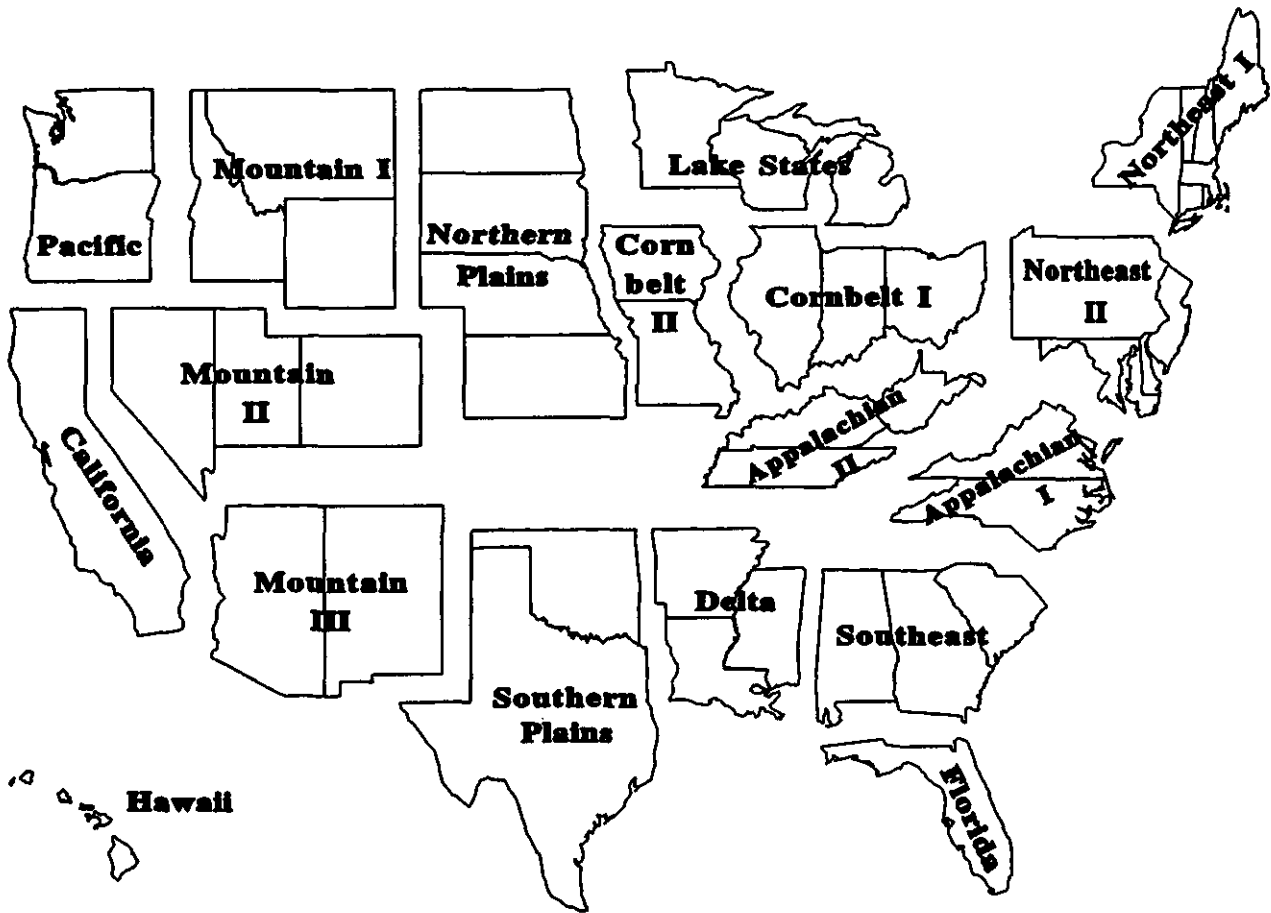 Northeast I
Mountain I
Lake States
Pacific
Northern
Plains
Corn
belt
II
Cornbelt I
Northeast
II
Mountain
II
California
Appalachian
II
Appalachian
I
Mountain
III
Delta
Southeast
Southern
Plains
Hawaii
Florida